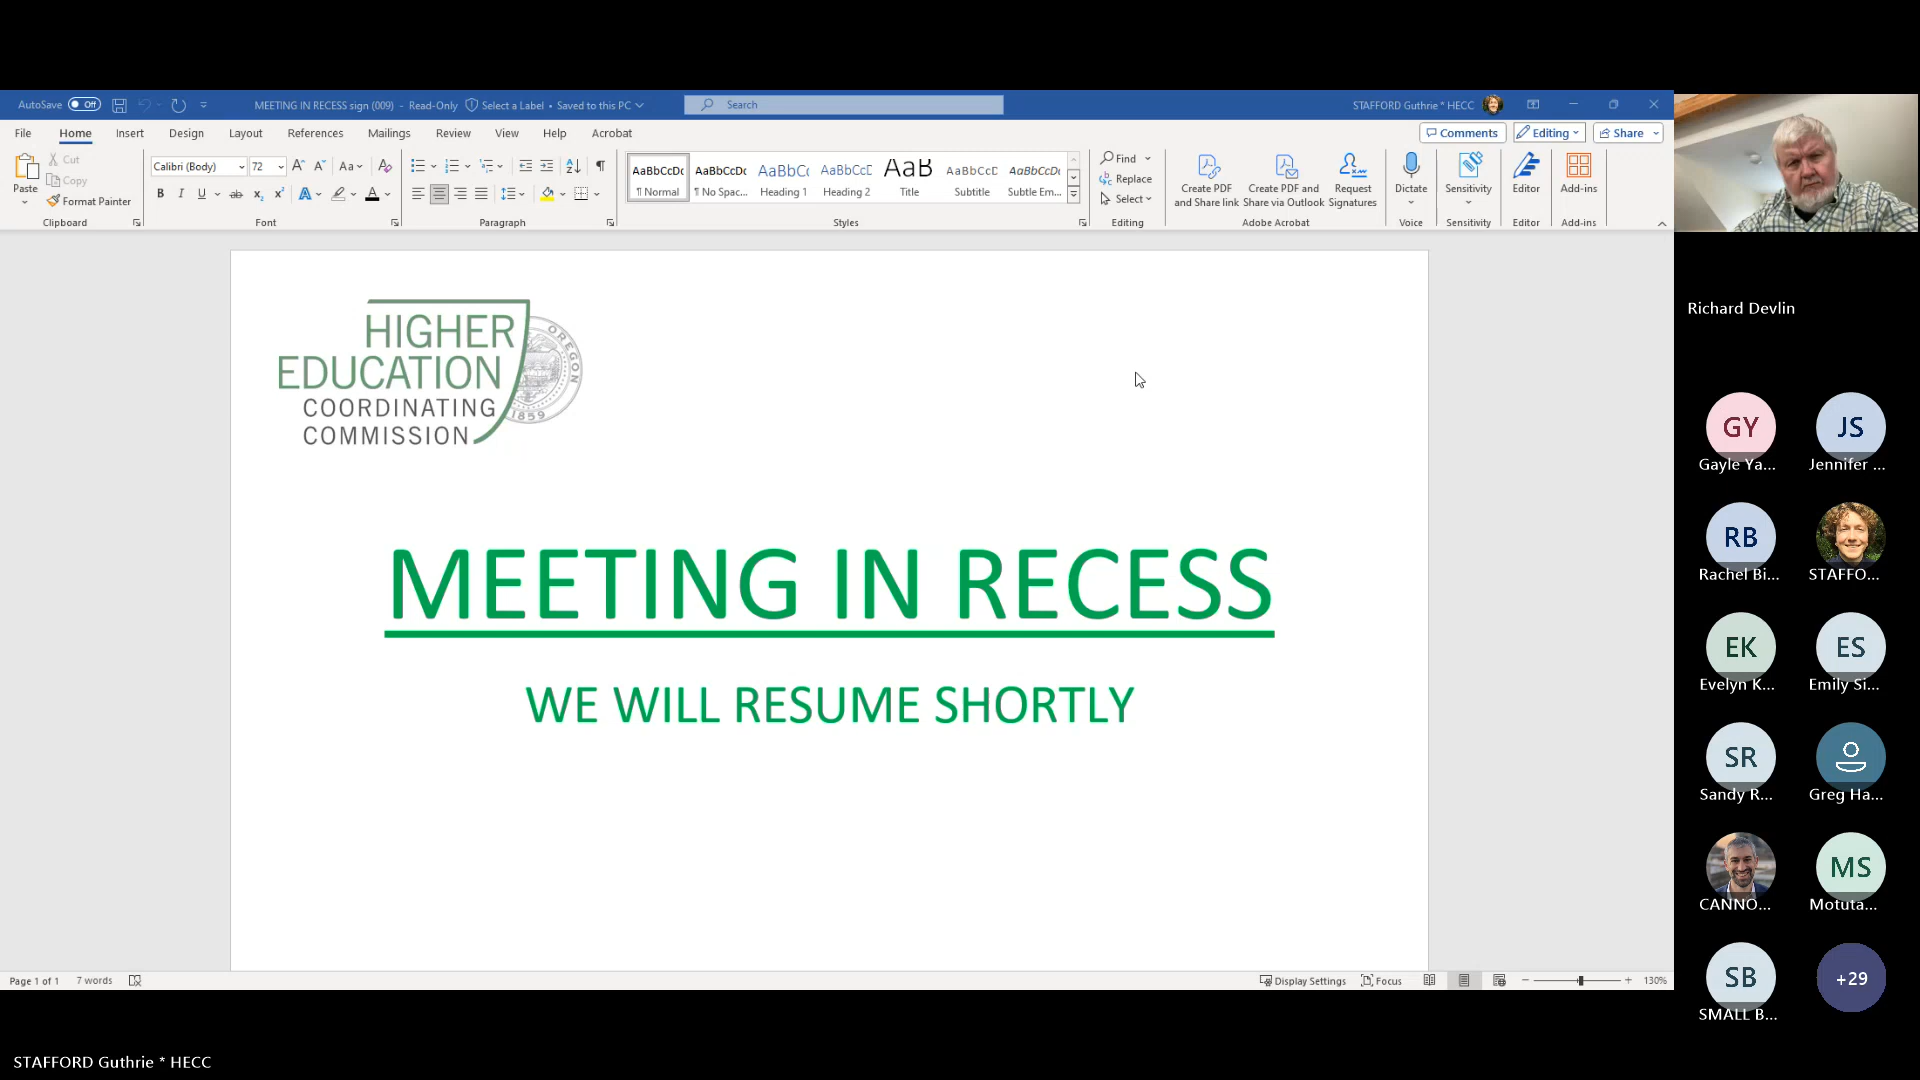 AutoSave Off MEETING IN RECESS sign (009) - Read-Only Select a Label • Saved to this PC Search STAFFORD Guthrie * HECC
File Home Insert Design Layout References Mailings Review View Help Acrobat Comments Editing Share
Paste
Cut
Copy
Format Painter
Clipboard
Calibri (Body) 72
Font
Paragraph
AaBbCcDc AaBbCcDc AaBbCc AaBbCcD AaB AaBbCcD AaBbCcDc
¶ Normal ¶ No Spac... Heading 1 Heading 2 Title Subtitle Subtle Em...
Styles
Find
Replace
Select
Editing
Create PDF and Share link
Create PDF and Share via Outlook
Request Signatures
Adobe Acrobat
Dictate
Voice
Sensitivity
Sensitivity
Editor
Editor
Add-ins
Add-ins
HIGHER
EDUCATION
COORDINATING
COMMISSION
OREGON
1859
MEETING IN RECESS
WE WILL RESUME SHORTLY
Page 1 of 1 7 words Display Settings Focus 130%
Richard Devlin
GY JS
Gayle Ya... Jennifer ...
RB
Rachel Bi... STAFFO...
EK ES
Evelyn K... Emily Si...
SR
Sandy R... Greg Ha...
MS
CANNO... Motuta...
SB +29
SMALL B...
STAFFORD Guthrie * HECC